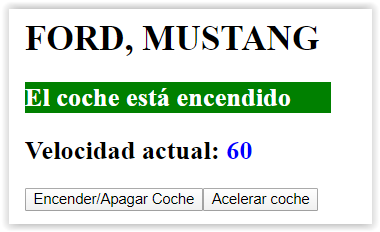 FORD, MUSTANG
El coche está encendido
Velocidad actual: 60
Encender/Apagar Coche Acelerar coche